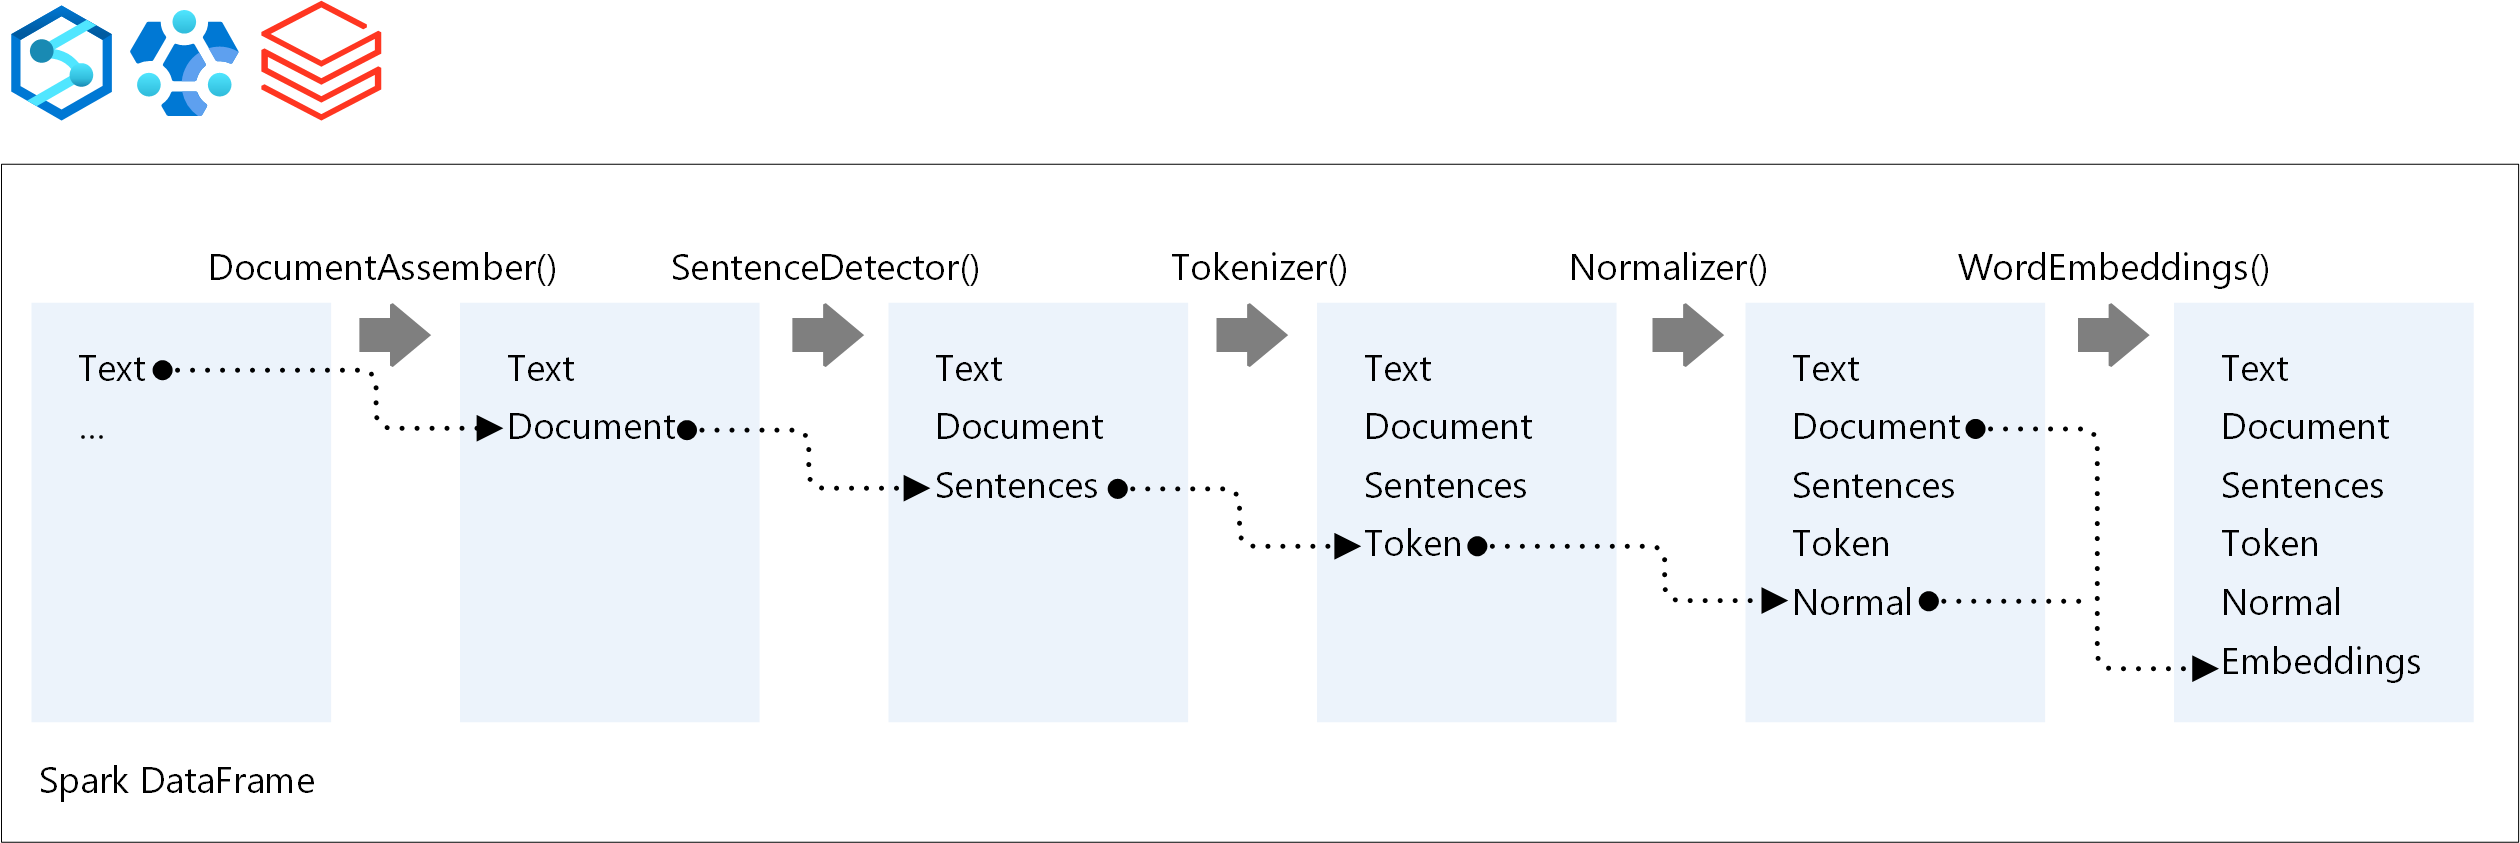 DocumentAssember()
SentenceDetector()
Tokenizer()
Normalizer()
WordEmbeddings()
Text
...
Text
Document
Text
Document
Sentences
Text
Document
Sentences
Token
Text
Document
Sentences
Token
Normal
Text
Document
Sentences
Token
Normal
Embeddings
Spark DataFrame